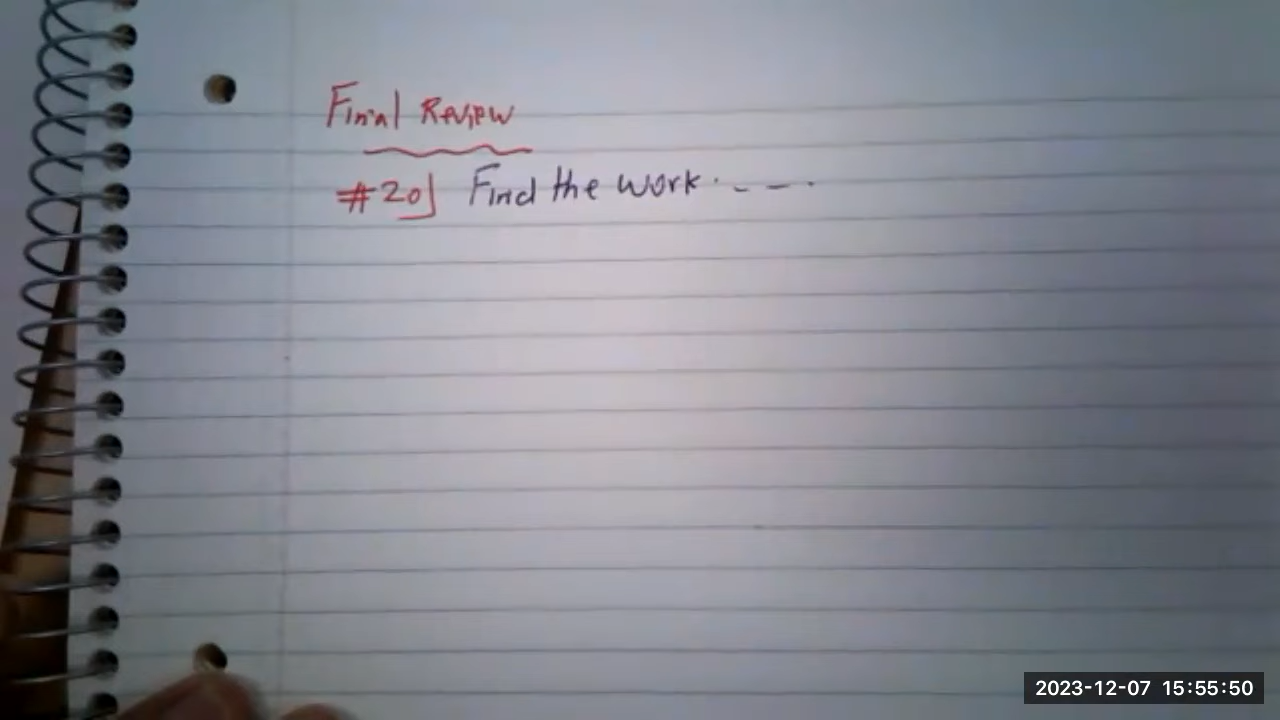 Final Review
#20] Find the work . - - - .
2023-12-07 15:55:50